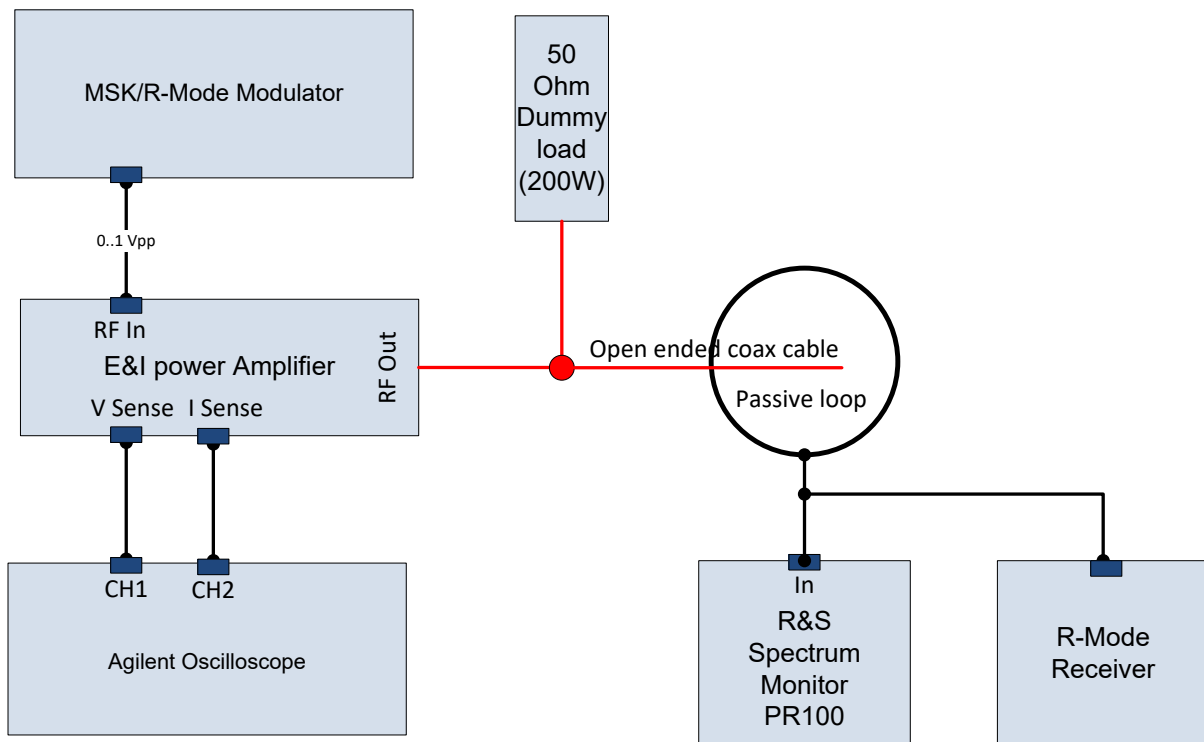 MSK/R-Mode Modulator
50
Ohm
Dummy
load
(200W)
0..1 Vpp
RF In
E&I power Amplifier
RF Out
V Sense
I Sense
Open ended coax cable
Passive loop
CH1
CH2
Agilent Oscilloscope
In
R&S
Spectrum
Monitor
PR100
R-Mode
Receiver